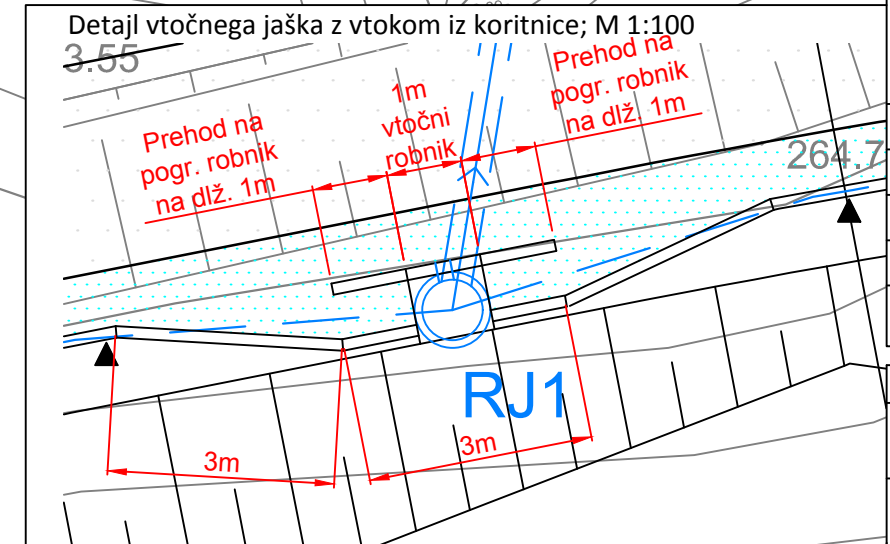 Detajl vtočnega jaška z vtokom iz koritnice; M 1:100
3.55
Prehod na
pogr. robnik
na dlž. 1m
1m
vtočni
robnik
Prehod na
pogr. robnik
na dlž. 1m
264.7
RJ1
3m
3m